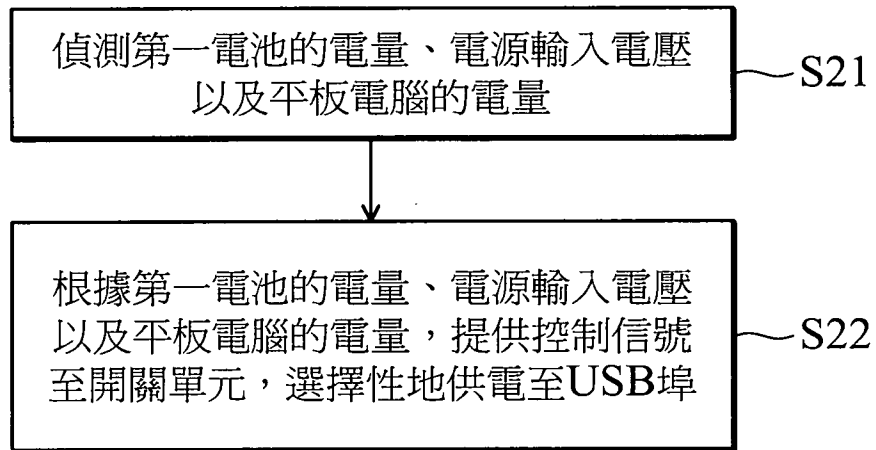 偵測第一電池的電量、電源輸入電壓
以及平板電腦的電量
S21
根據第一電池的電量、電源輸入電壓
以及平板電腦的電量，提供控制信號
至開關單元，選擇性地供電至USB埠
S22